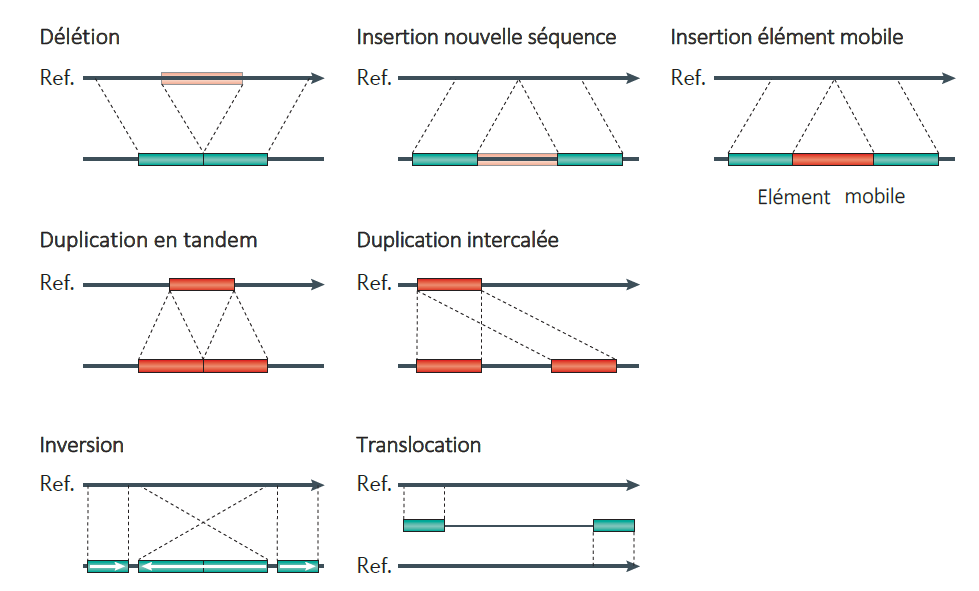 Délétion
Insertion nouvelle séquence
Insertion élément mobile
Ref.
Ref.
Ref.
Elément mobile
Duplication en tandem
Duplication intercalée
Ref.
Ref.
Inversion
Translocation
Ref.
Ref.
Ref.